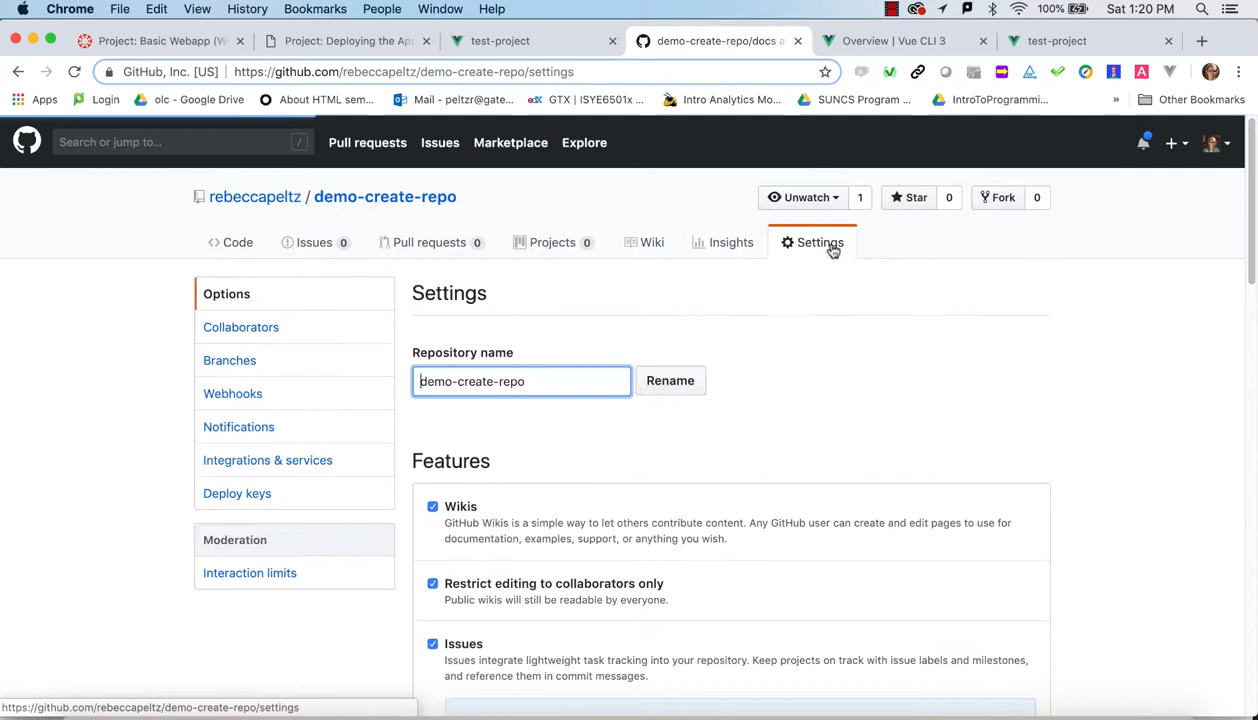 Chrome File Edit View History Bookmarks People Window Help 100% Sat 1:20 PM
Project: Basic Webapp (W
Project: Deploying the App
test-project
demo-create-repo/docs a
Overview | Vue CLI 3
test-project
GitHub, Inc. [US] https://github.com/rebeccapeltz/demo-create-repo/settings
Apps Login olc - Google Drive About HTML sem... Mail - peltzr@gate... GTX | ISYE6501x ... Intro Analytics Mo... SUNCS Program ... IntroToProgrammi... » Other Bookmarks
Search or jump to... / Pull requests Issues Marketplace Explore
rebeccapeltz / demo-create-repo Unwatch 1 Star 0 Fork 0
Code Issues 0 Pull requests 0 Projects 0 Wiki Insights Settings
Options
Collaborators
Branches
Webhooks
Notifications
Integrations & services
Deploy keys
Moderation
Interaction limits
Settings
Repository name
demo-create-repo Rename
Features
Wikis
GitHub Wikis is a simple way to let others contribute content. Any GitHub user can create and edit pages to use for
documentation, examples, support, or anything you wish.
Restrict editing to collaborators only
Public wikis will still be readable by everyone.
Issues
Issues integrate lightweight task tracking into your repository. Keep projects on track with issue labels and milestones,
and reference them in commit messages.
https://github.com/rebeccapeltz/demo-create-repo/settings